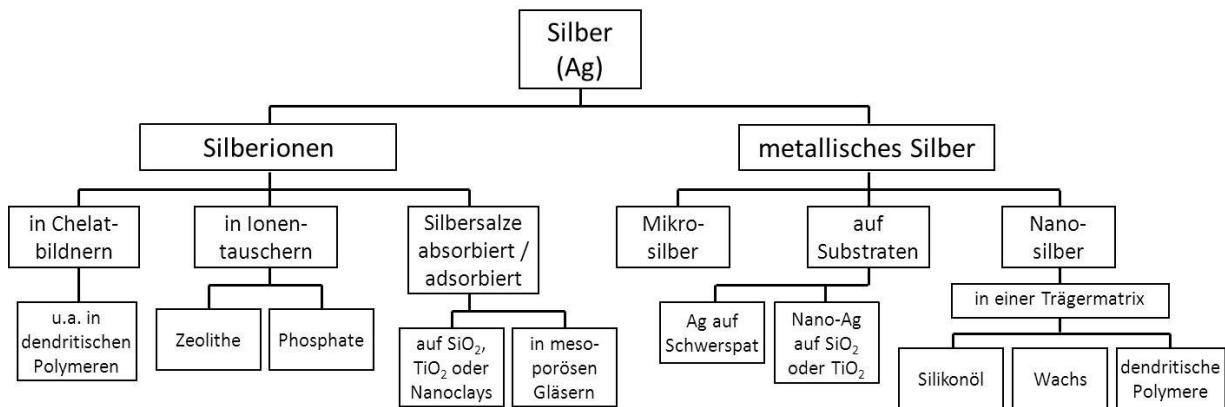 Silber
(Ag)
Silberionen
metallisches Silber
in Chelat-
bildnern
in Ionen-
tauschern
Silbersalze
absorbiert /
adsorbiert
Mikro-
silber
auf
Substraten
Nano-
silber
u.a. in
dendritischen
Polymeren
Zeolithe
Phosphate
auf SiO₂,
TiO₂ oder
Nanoclays
in meso-
porösen
Gläsern
Ag auf
Schwerspat
Nano-Ag
auf SiO₂
oder TiO₂
in einer Trägermatrix
Silikonöl
Wachs
dendritische
Polymere